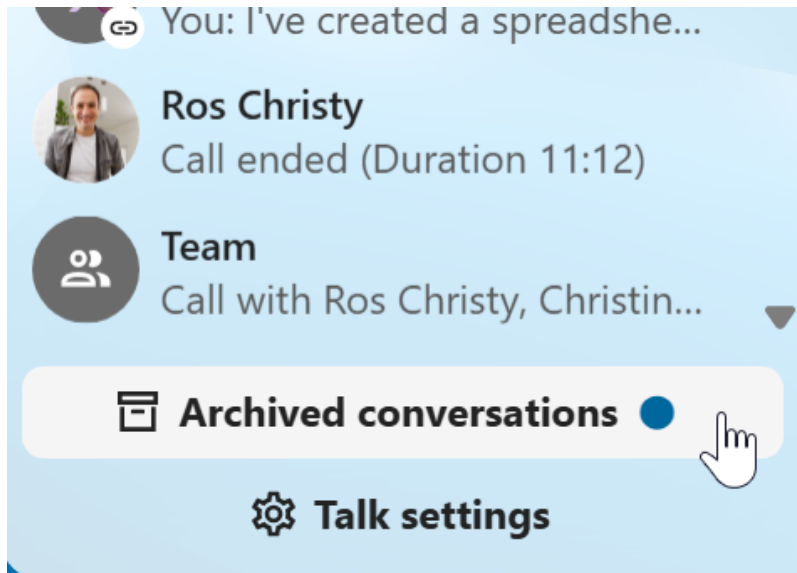 You: I've created a spreadshe...
Ros Christy
Call ended (Duration 11:12)
Team
Call with Ros Christy, Christin...
Archived conversations
Talk settings